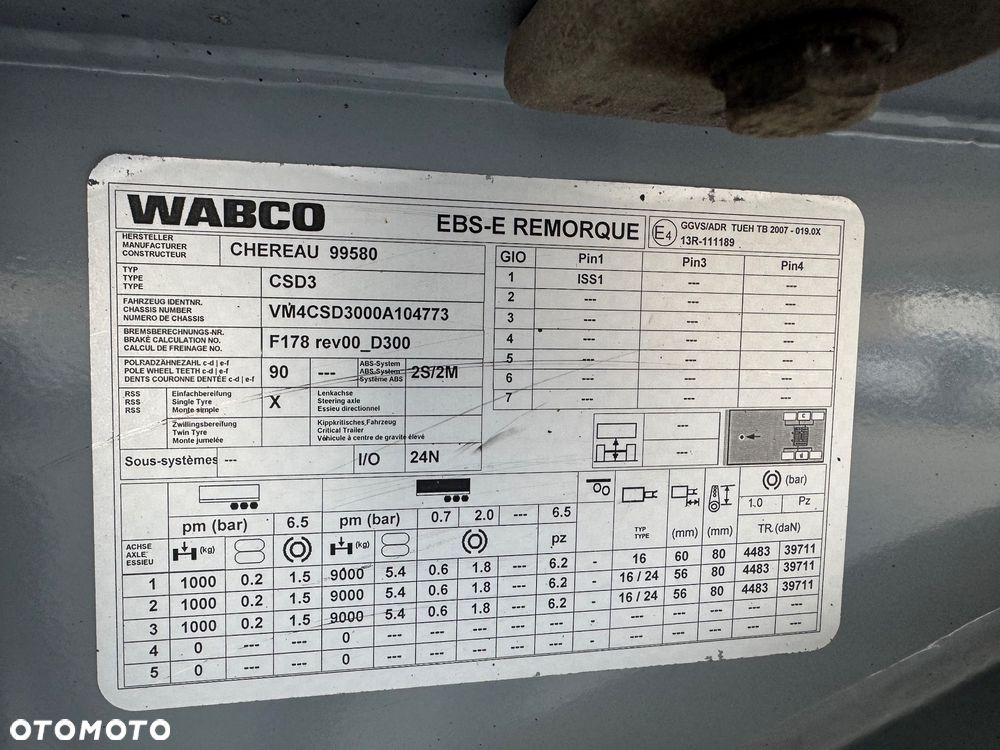 WABCO
EBS-E REMORQUE
E4
GGVS/ADR TUEH TB 2007 - 019.0X
13R-111189
HERSTELLER
MANUFACTURER
CONSTRUCTEUR
CHEREAU 99580
TYP
TYPE
TYPE
CSD3
FAHRZEUG IDENTNR.
CHASSIS NUMBER
NUMERO DE CHASSIS
VM4CSD3000A104773
BREMSBERECHNUNGS-NR.
BRAKE CALCULATION NO.
CALCUL DE FREINAGE NO.
F178 rev00_D300
POLRADZÄHNEZAHL c-d | e-f
POLE WHEEL TEETH c-d | e-f
DENTS COURONNE DENTÉE c-d | e-f
90 ---
ABS-System
ABS-System
Système ABS
2S/2M
RSS
RSS
RSS
Einfachbereifung
Single Tyre
Monte simple
X
Lenkachse
Steering axle
Essieu directionnel
Zwillingsbereifung
Twin Tyre
Monte jumelée
Kippkritisches Fahrzeug
Critical Trailer
Véhicule à centre de gravite élevé
Sous-systèmes ---
I/O 24N
GIO Pin1 Pin3 Pin4
1 ISS1 --- ---
2 --- --- ---
3 --- --- ---
4 --- --- ---
5 --- --- ---
6 --- --- ---
7 --- --- ---
---
---
c
d
pm (bar) 6.5 pm (bar) 0.7 2.0 --- 6.5
(bar)
1.0 Pz
ACHSE
AXLE
ESSIEU
(kg) (kg) pz
TYP
TYPE
(mm) (mm) TR (daN)
1 1000 0.2 1.5 9000 5.4 0.6 1.8 --- 6.2 - 16 60 80 4483 39711
2 1000 0.2 1.5 9000 5.4 0.6 1.8 --- 6.2 - 16 / 24 56 80 4483 39711
3 1000 0.2 1.5 9000 5.4 0.6 1.8 --- 6.2 - 16 / 24 56 80 4483 39711
4 0 --- --- 0 --- --- --- --- --- - --- --- --- --- ---
5 0 --- --- 0 --- --- --- --- --- - --- --- --- --- ---
OTOMOTO
OTOMOTO